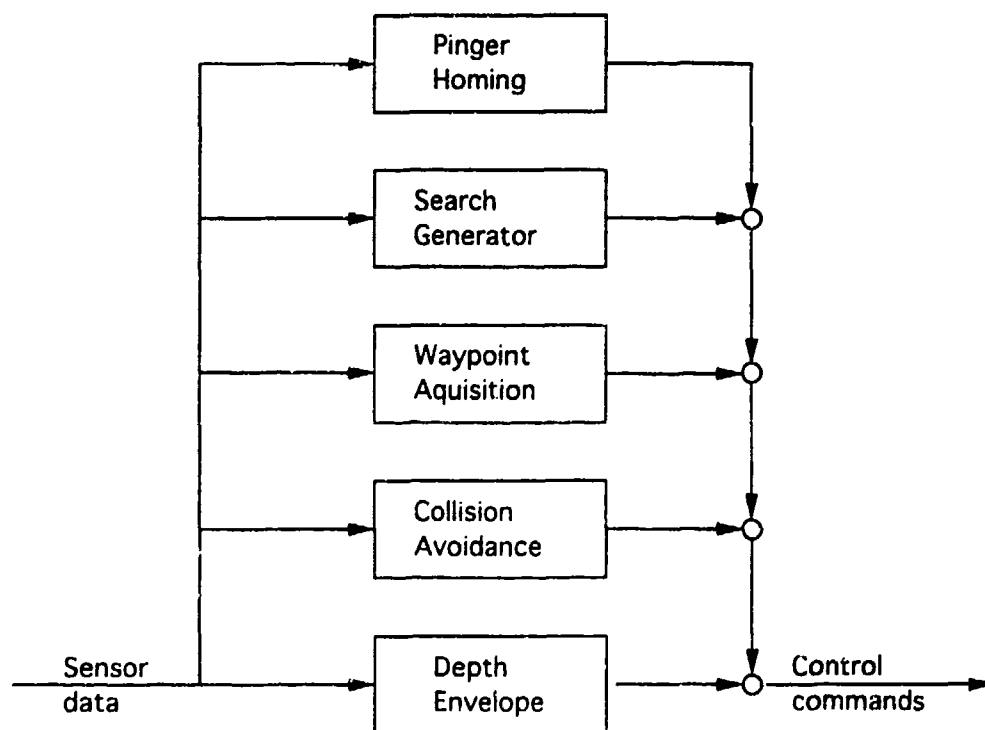 Pinger
Homing
Search
Generator
Waypoint
Aquisition
Collision
Avoidance
Sensor
data
Depth
Envelope
Control
commands